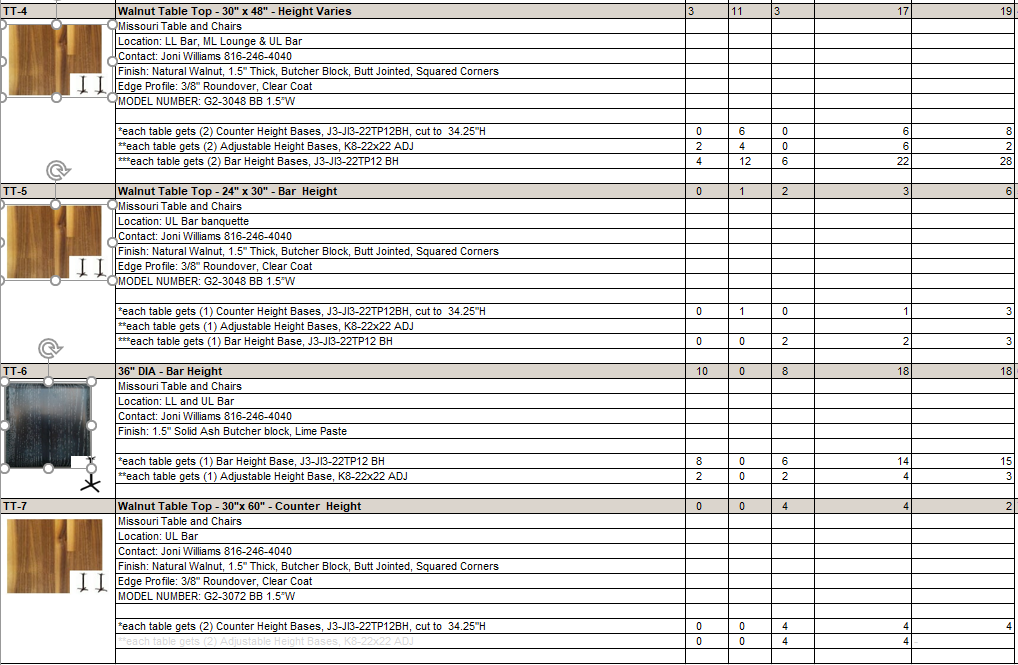 TT-4 Walnut Table Top - 30" x 48" - Height Varies 3 11 3 17 19
Missouri Table and Chairs
Location: LL Bar, ML Lounge & UL Bar
Contact: Joni Williams 816-246-4040
Finish: Natural Walnut, 1.5" Thick, Butcher Block, Butt Jointed, Squared Corners
Edge Profile: 3/8" Roundover, Clear Coat
MODEL NUMBER: G2-3048 BB 1.5"W
*each table gets (2) Counter Height Bases, J3-JI3-22TP12BH, cut to 34.25"H 0 6 0 6 8
**each table gets (2) Adjustable Height Bases, K8-22x22 ADJ 2 4 0 6 2
***each table gets (2) Bar Height Bases, J3-JI3-22TP12 BH 4 12 6 22 28
TT-5 Walnut Table Top - 24" x 30" - Bar Height 0 1 2 3 6
Missouri Table and Chairs
Location: UL Bar banquette
Contact: Joni Williams 816-246-4040
Finish: Natural Walnut, 1.5" Thick, Butcher Block, Butt Jointed, Squared Corners
Edge Profile: 3/8" Roundover, Clear Coat
MODEL NUMBER: G2-3048 BB 1.5"W
*each table gets (1) Counter Height Bases, J3-JI3-22TP12BH, cut to 34.25"H 0 1 0 1 3
**each table gets (1) Adjustable Height Bases, K8-22x22 ADJ
***each table gets (1) Bar Height Base, J3-JI3-22TP12 BH 0 0 2 2 3
TT-6 36" DIA - Bar Height 10 0 8 18 18
Missouri Table and Chairs
Location: LL and UL Bar
Contact: Joni Williams 816-246-4040
Finish: 1.5" Solid Ash Butcher block, Lime Paste
*each table gets (1) Bar Height Base, J3-JI3-22TP12 BH 8 0 6 14 15
**each table gets (1) Adjustable Height Base, K8-22x22 ADJ 2 0 2 4 3
TT-7 Walnut Table Top - 30"x 60" - Counter Height 0 0 4 4 2
Missouri Table and Chairs
Location: UL Bar
Contact: Joni Williams 816-246-4040
Finish: Natural Walnut, 1.5" Thick, Butcher Block, Butt Jointed, Squared Corners
Edge Profile: 3/8" Roundover, Clear Coat
MODEL NUMBER: G2-3072 BB 1.5"W
*each table gets (2) Counter Height Bases, J3-JI3-22TP12BH, cut to 34.25"H 0 0 4 4 4
**each table gets (2) Adjustable Height Bases, K8-22x22 ADJ 0 0 4 4 -